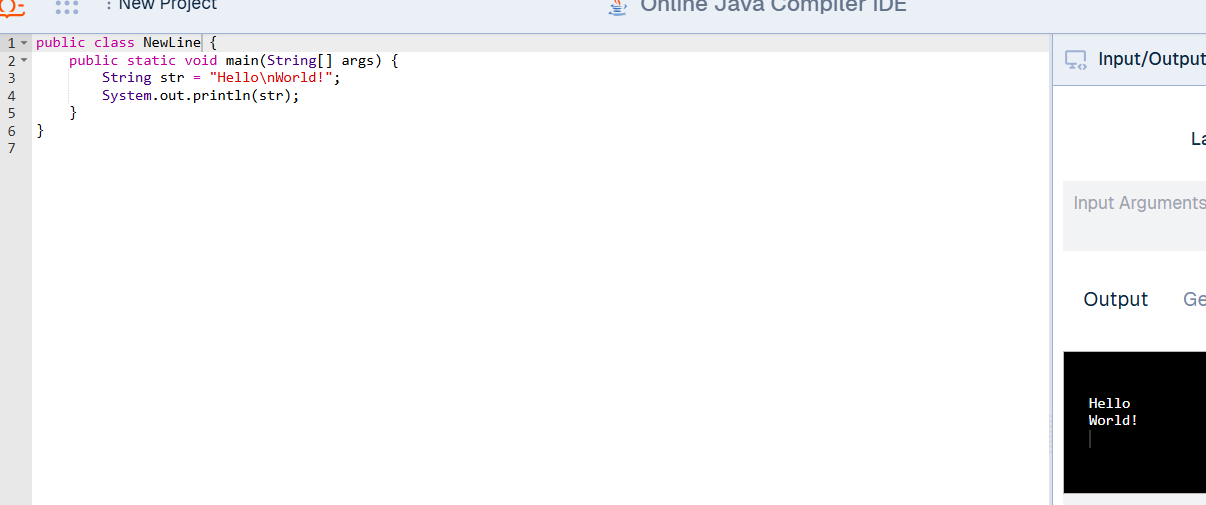 : New Project
Online Java Compiler IDE
1 public class NewLine {
2 public static void main(String[] args) {
3 String str = "Hello\nWorld!";
4 System.out.println(str);
5 }
6 }
7
Input/Output
La
Input Arguments
Output Ge
Hello
World!